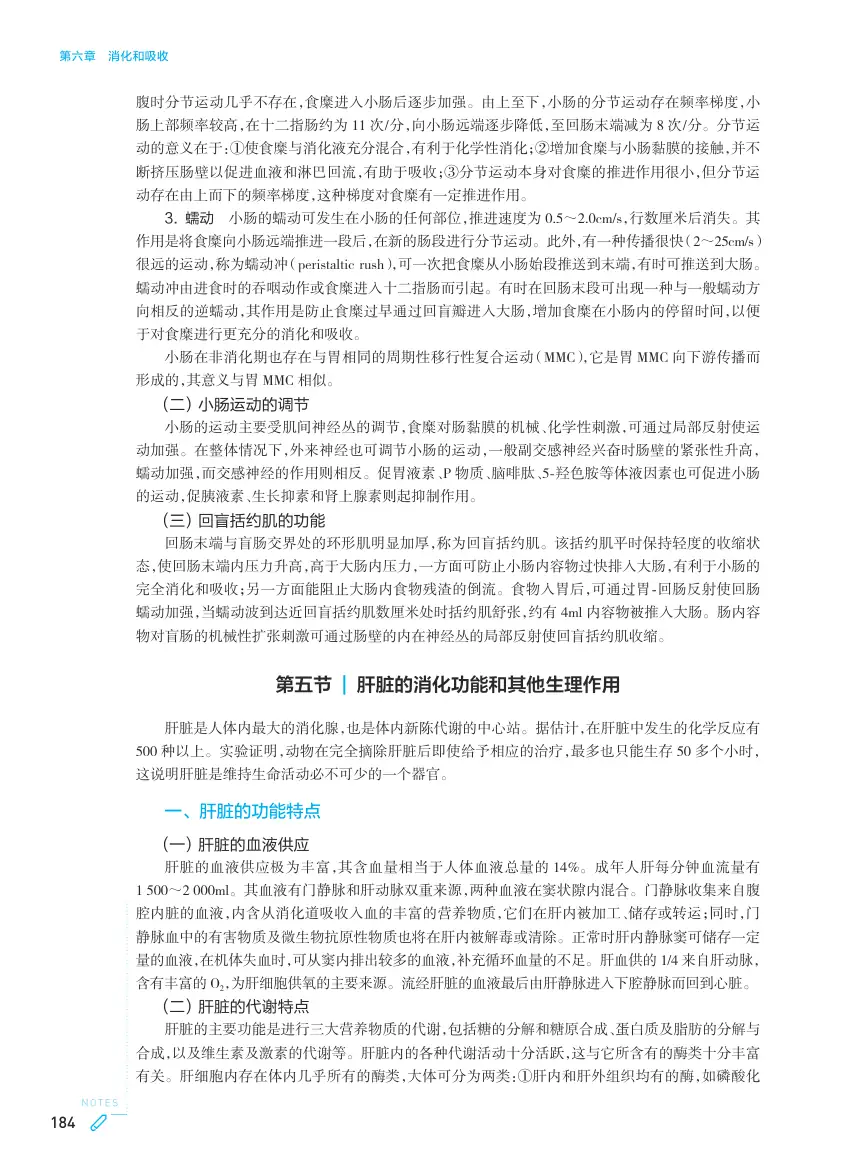 第六章 消化和吸收
腹时分节运动几乎不存在,食糜进入小肠后逐步加强。由上至下,小肠的分节运动存在频率梯度,小
肠上部频率较高,在十二指肠约为 11 次/分,向小肠远端逐步降低,至回肠末端减为 8 次/分。分节运
动的意义在于:①使食糜与消化液充分混合,有利于化学性消化;②增加食糜与小肠黏膜的接触,并不
断挤压肠壁以促进血液和淋巴回流,有助于吸收;③分节运动本身对食糜的推进作用很小,但分节运
动存在由上而下的频率梯度,这种梯度对食糜有一定推进作用。
3. 蠕动 小肠的蠕动可发生在小肠的任何部位,推进速度为 0.5～2.0cm/s,行数厘米后消失。其
作用是将食糜向小肠远端推进一段后,在新的肠段进行分节运动。此外,有一种传播很快(2～25cm/s)
很远的运动,称为蠕动冲(peristaltic rush),可一次把食糜从小肠始段推送到末端,有时可推送到大肠。
蠕动冲由进食时的吞咽动作或食糜进入十二指肠而引起。有时在回肠末段可出现一种与一般蠕动方
向相反的逆蠕动,其作用是防止食糜过早通过回盲瓣进入大肠,增加食糜在小肠内的停留时间,以便
于对食糜进行更充分的消化和吸收。
小肠在非消化期也存在与胃相同的周期性移行性复合运动(MMC),它是胃 MMC 向下游传播而
形成的,其意义与胃 MMC 相似。
(二)小肠运动的调节
小肠的运动主要受肌间神经丛的调节,食糜对肠黏膜的机械、化学性刺激,可通过局部反射使运
动加强。在整体情况下,外来神经也可调节小肠的运动,一般副交感神经兴奋时肠壁的紧张性升高,
蠕动加强,而交感神经的作用则相反。促胃液素、P 物质、脑啡肽、5-羟色胺等体液因素也可促进小肠
的运动,促胰液素、生长抑素和肾上腺素则起抑制作用。
(三)回盲括约肌的功能
回肠末端与盲肠交界处的环形肌明显加厚,称为回盲括约肌。该括约肌平时保持轻度的收缩状
态,使回肠末端内压力升高,高于大肠内压力,一方面可防止小肠内容物过快排入大肠,有利于小肠的
完全消化和吸收;另一方面能阻止大肠内食物残渣的倒流。食物入胃后,可通过胃-回肠反射使回肠
蠕动加强,当蠕动波到达近回盲括约肌数厘米处时括约肌舒张,约有 4ml 内容物被推入大肠。肠内容
物对盲肠的机械性扩张刺激可通过肠壁的内在神经丛的局部反射使回盲括约肌收缩。
第五节 | 肝脏的消化功能和其他生理作用
肝脏是人体内最大的消化腺,也是体内新陈代谢的中心站。据估计,在肝脏中发生的化学反应有
500 种以上。实验证明,动物在完全摘除肝脏后即使给予相应的治疗,最多也只能生存 50 多个小时,
这说明肝脏是维持生命活动必不可少的一个器官。
一、肝脏的功能特点
(一)肝脏的血液供应
肝脏的血液供应极为丰富,其含血量相当于人体血液总量的 14%。成年人肝每分钟血流量有
1 500～2 000ml。其血液有门静脉和肝动脉双重来源,两种血液在窦状隙内混合。门静脉收集来自腹
腔内脏的血液,内含从消化道吸收入血的丰富的营养物质,它们在肝内被加工、储存或转运;同时,门
静脉血中的有害物质及微生物抗原性物质也将在肝内被解毒或清除。正常时肝内静脉窦可储存一定
量的血液,在机体失血时,可从窦内排出较多的血液,补充循环血量的不足。肝血供的 1/4 来自肝动脉,
含有丰富的 O₂,为肝细胞供氧的主要来源。流经肝脏的血液最后由肝静脉进入下腔静脉而回到心脏。
(二)肝脏的代谢特点
肝脏的主要功能是进行三大营养物质的代谢,包括糖的分解和糖原合成、蛋白质及脂肪的分解与
合成,以及维生素及激素的代谢等。肝脏内的各种代谢活动十分活跃,这与它所含有的酶类十分丰富
有关。肝细胞内存在体内几乎所有的酶类,大体可分为两类:①肝内和肝外组织均有的酶,如磷酸化
NOTES
184